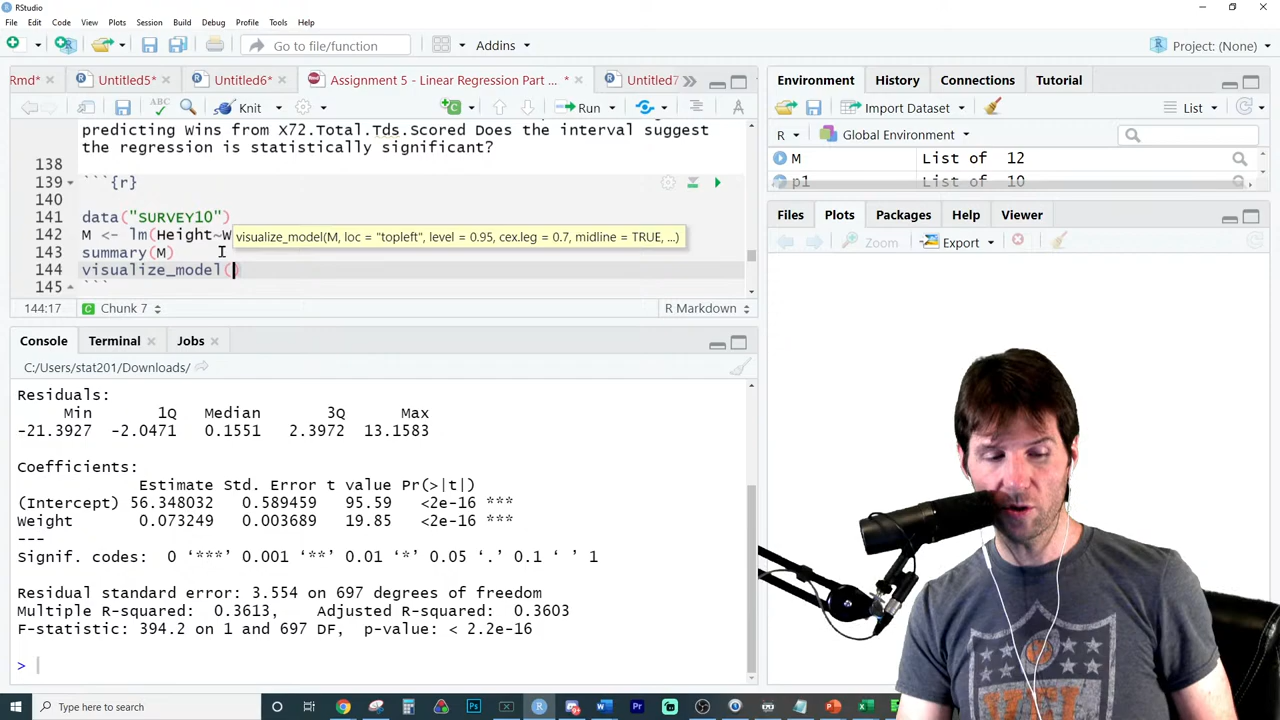 RStudio
File Edit Code View Plots Session Build Debug Profile Tools Help
Go to file/function Addins Project: (None)
Rmd* Untitled5* Untitled6* Assignment 5 - Linear Regression Part ... * Untitled7
Knit Run
predicting Wins from X72.Total.Tds.Scored Does the interval suggest
the regression is statistically significant?
138
139 ```{r}
140
141 data("SURVEY10")
142 M <- lm(Height~W
visualize_model(M, loc = "topleft", level = 0.95, cex.leg = 0.7, midline = TRUE, ...)
143 summary(M)
144 visualize_model()
145 ```
144:17 Chunk 7 R Markdown
Console Terminal Jobs
C:/Users/stat201/Downloads/
Residuals:
Min 1Q Median 3Q Max
-21.3927 -2.0471 0.1551 2.3972 13.1583
Coefficients:
Estimate Std. Error t value Pr(>|t|)
(Intercept) 56.348032 0.589459 95.59 <2e-16 ***
Weight 0.073249 0.003689 19.85 <2e-16 ***
---
Signif. codes: 0 ‘***’ 0.001 ‘**’ 0.01 ‘*’ 0.05 ‘.’ 0.1 ‘ ’ 1
Residual standard error: 3.554 on 697 degrees of freedom
Multiple R-squared: 0.3613, Adjusted R-squared: 0.3603
F-statistic: 394.2 on 1 and 697 DF, p-value: < 2.2e-16
>
Environment History Connections Tutorial
Import Dataset List
R Global Environment
M List of 12
p1 List of 10
Files Plots Packages Help Viewer
Zoom Export
Type here to search